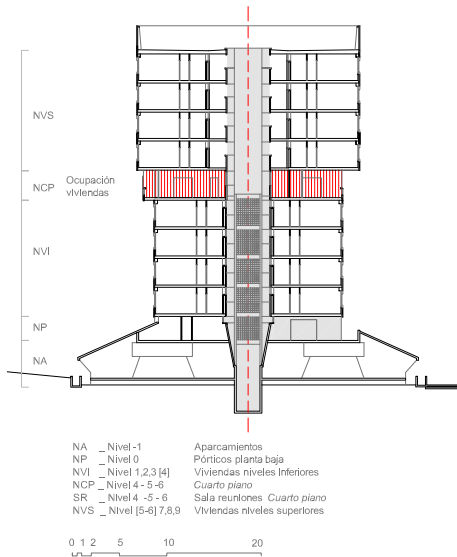 NVS
NCP Ocupación
viviendas
NVI
NP
NA
NA _ Nivel -1 Aparcamientos
NP _ Nivel 0 Pórticos planta baja
NVI _ Nivel 1,2,3 [4] Viviendas niveles Inferiores
NCP _ Nivel 4 - 5 -6 Cuarto piano
SR _ Nivel 4 -5 - 6 Sala reuniones Cuarto piano
NVS _ Nivel [5-6] 7,8,9 Viviendas niveles superiores
0 1 2 5 10 20